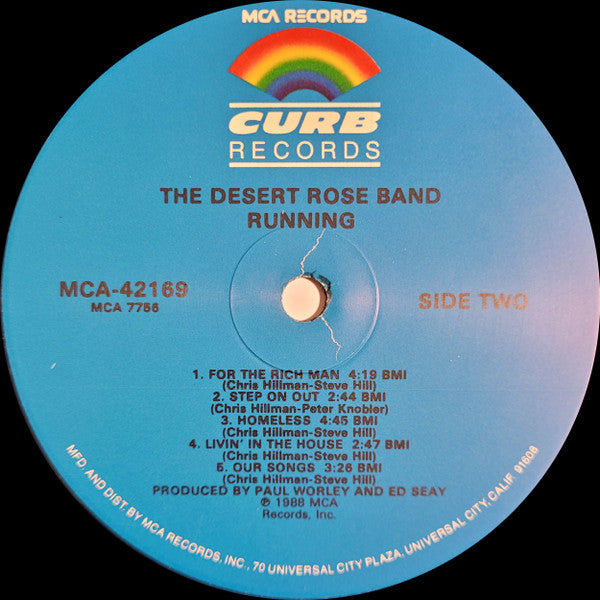 MCA RECORDS
CURB
RECORDS
THE DESERT ROSE BAND
RUNNING
MCA-42169
MCA 7756
SIDE TWO
1. FOR THE RICH MAN 4:19 BMI
(Chris Hillman-Steve Hill)
2. STEP ON OUT 2:44 BMI
(Chris Hillman-Peter Knobler)
3. HOMELESS 4:45 BMI
(Chris Hillman-Steve Hill)
4. LIVIN' IN THE HOUSE 2:47 BMI
(Chris Hillman-Steve Hill)
5. OUR SONGS 3:26 BMI
(Chris Hillman-Steve Hill)
PRODUCED BY PAUL WORLEY AND ED SEAY
℗ 1988 MCA
Records, Inc.
MFD. AND DIST. BY MCA RECORDS, INC., 70 UNIVERSAL CITY PLAZA, UNIVERSAL CITY, CALIF. 91608